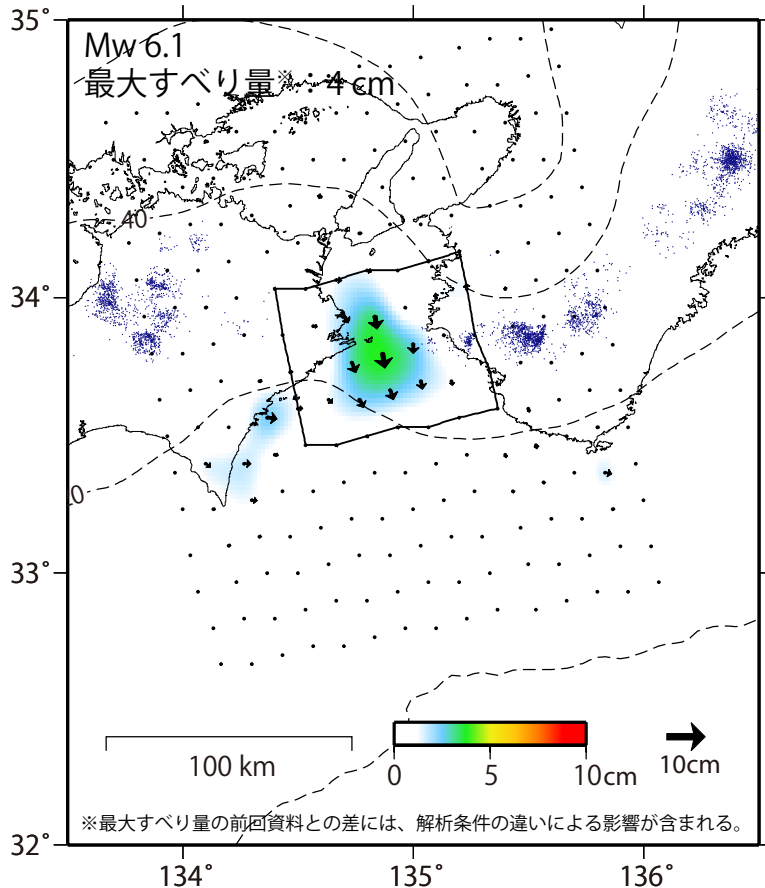 35°
Mw 6.1
最大すべり量※ 4 cm
40
34°
0
33°
100 km
0
5
10cm
10cm
※最大すべり量の前回資料との差には、解析条件の違いによる影響が含まれる。
32°
134°
135°
136°